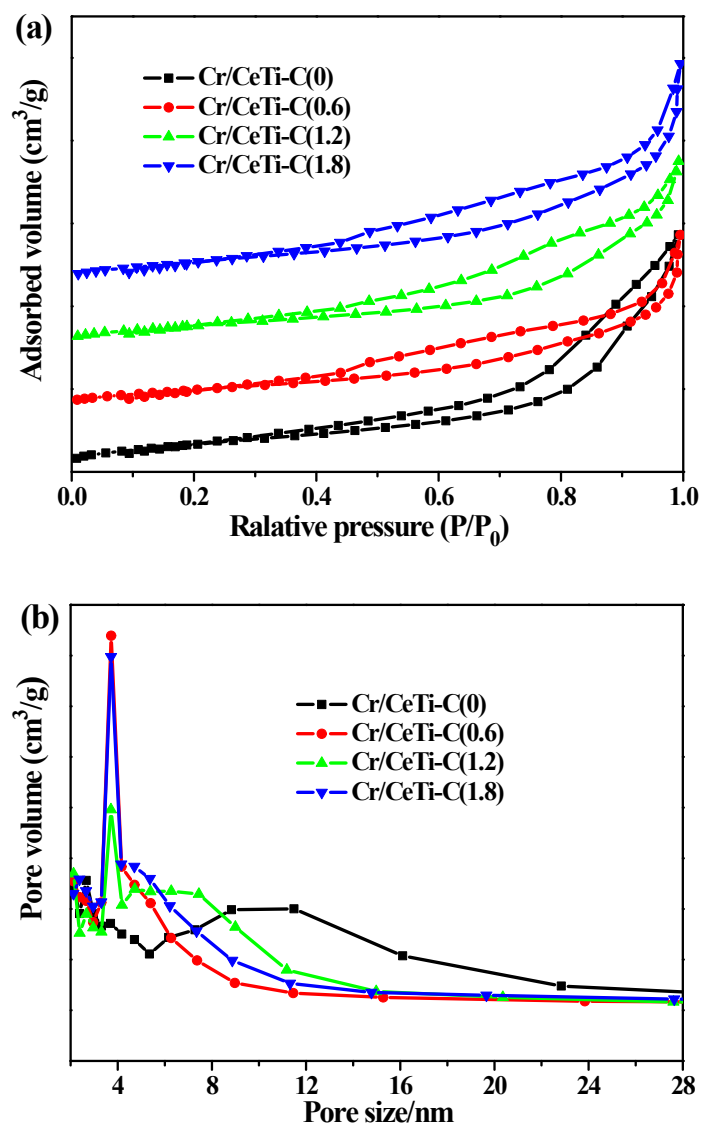 (a)
Cr/CeTi-C(0)
Cr/CeTi-C(0.6)
Cr/CeTi-C(1.2)
Cr/CeTi-C(1.8)
Adsorbed volume (cm³/g)
0.0 0.2 0.4 0.6 0.8 1.0
Ralative pressure (P/P₀)
(b)
Cr/CeTi-C(0)
Cr/CeTi-C(0.6)
Cr/CeTi-C(1.2)
Cr/CeTi-C(1.8)
Pore volume (cm³/g)
4 8 12 16 20 24 28
Pore size/nm